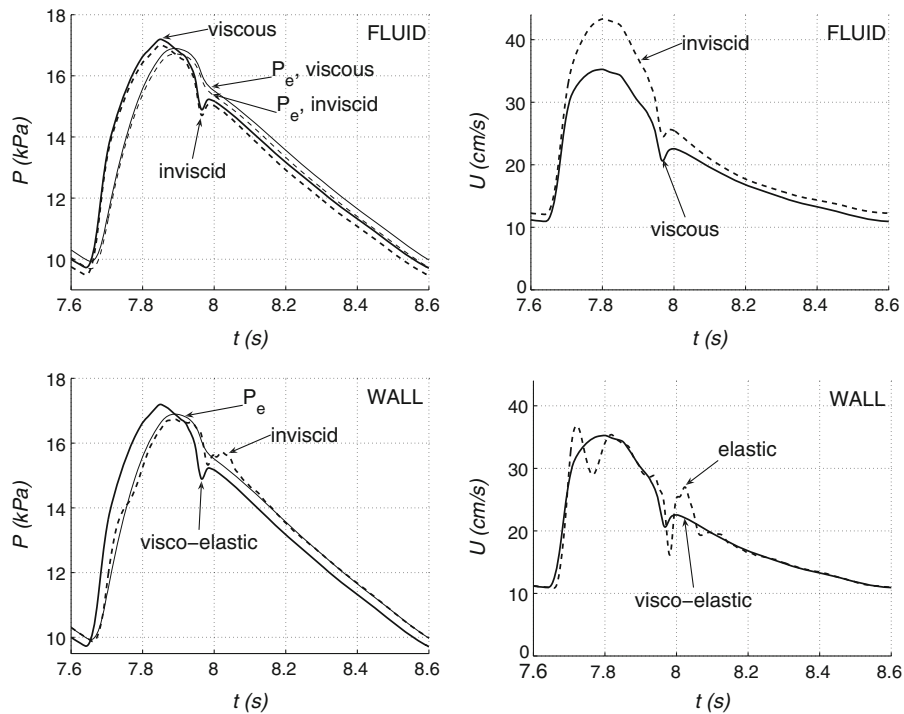 18
16
14
12
10
P (kPa)
viscous
FLUID
Pe, viscous
Pe, inviscid
inviscid
7.6 7.8 8 8.2 8.4 8.6
t (s)
40
30
20
10
0
U (cm/s)
FLUID
inviscid
viscous
7.6 7.8 8 8.2 8.4 8.6
t (s)
18
16
14
12
10
P (kPa)
WALL
Pe
inviscid
visco–elastic
7.6 7.8 8 8.2 8.4 8.6
t (s)
40
30
20
10
0
U (cm/s)
WALL
elastic
visco–elastic
7.6 7.8 8 8.2 8.4 8.6
t (s)